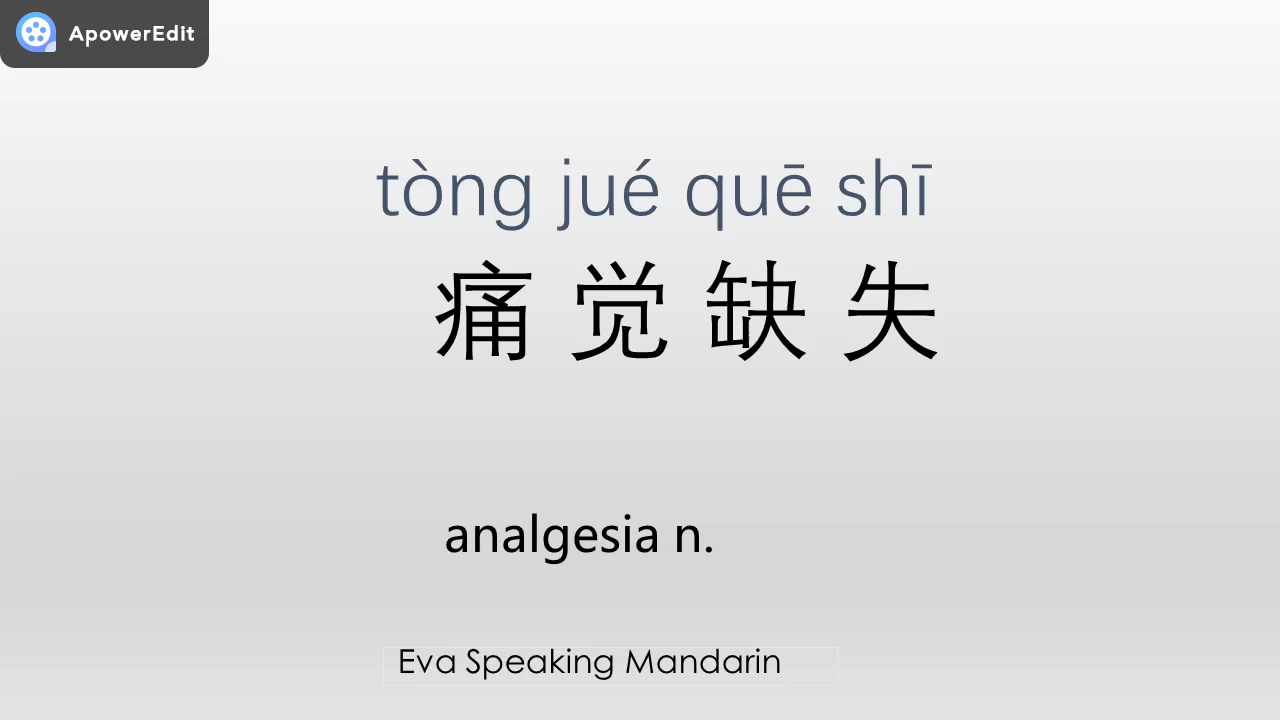 ApowerEdit
tòng jué quē shī
痛觉缺失
analgesia n.
Eva Speaking Mandarin